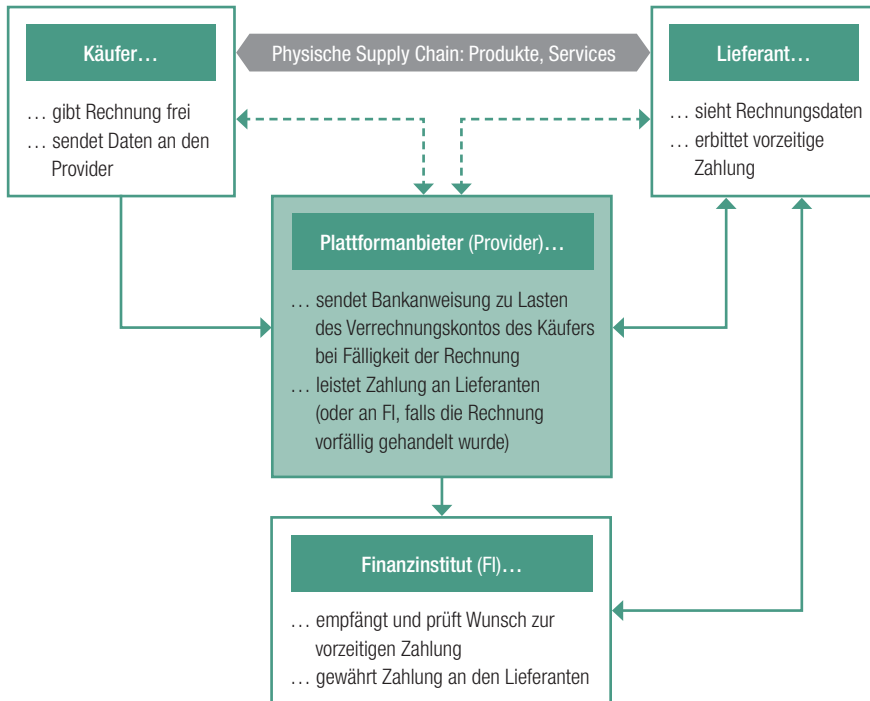 Käufer…
Physische Supply Chain: Produkte, Services
Lieferant…
… gibt Rechnung frei
… sendet Daten an den
Provider
… sieht Rechnungsdaten
… erbittet vorzeitige
Zahlung
Plattformanbieter (Provider)…
… sendet Bankanweisung zu Lasten
des Verrechnungskontos des Käufers
bei Fälligkeit der Rechnung
… leistet Zahlung an Lieferanten
(oder an FI, falls die Rechnung
vorfällig gehandelt wurde)
Finanzinstitut (FI)…
… empfängt und prüft Wunsch zur
vorzeitigen Zahlung
… gewährt Zahlung an den Lieferanten